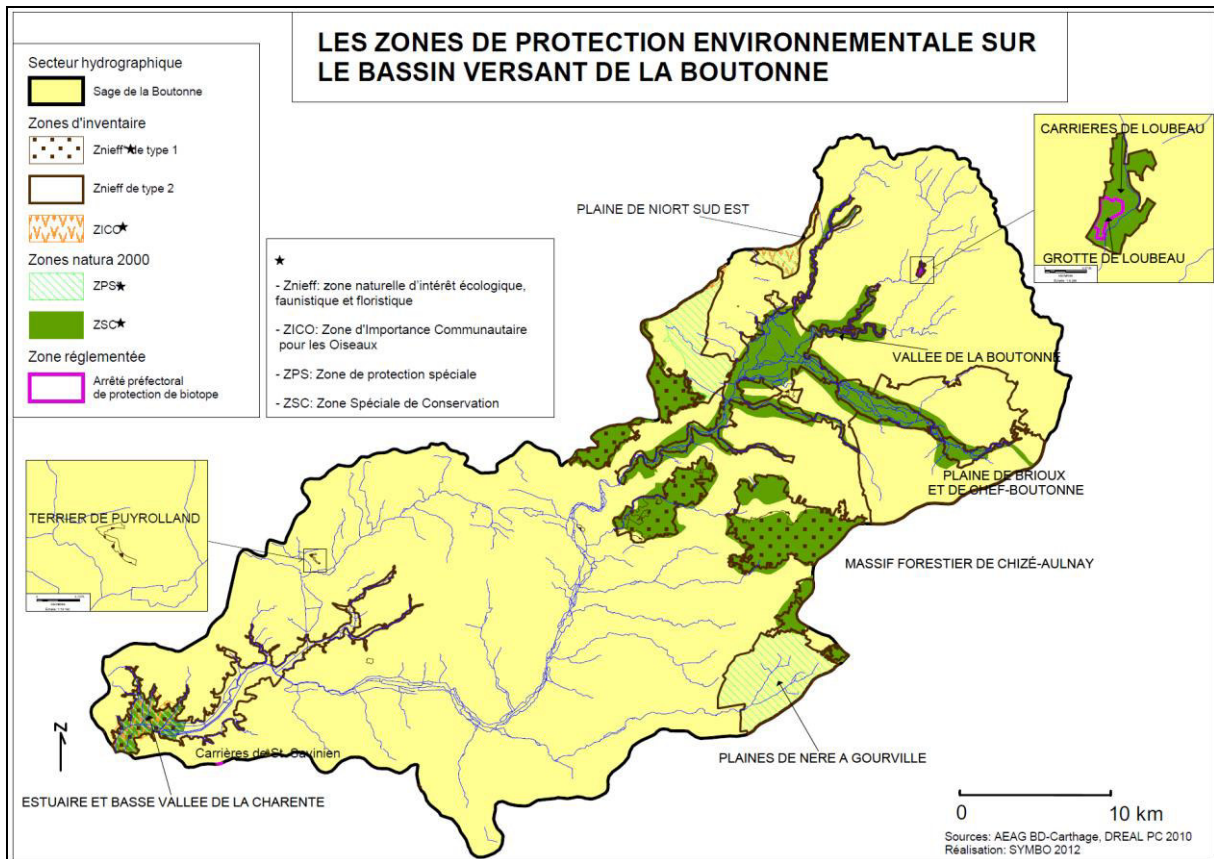 LES ZONES DE PROTECTION ENVIRONNEMENTALE SUR
LE BASSIN VERSANT DE LA BOUTONNE
Secteur hydrographique
Sage de la Boutonne
Zones d'inventaire
Znieff★de type 1
Znieff de type 2
ZICO★
Zones natura 2000
ZPS★
ZSC★
Zone réglementée
Arrêté préfectoral
de protection de biotope
★
- Znieff: zone naturelle d'intérêt écologique,
faunistique et floristique
- ZICO: Zone d'Importance Communautaire
pour les Oiseaux
- ZPS: Zone de protection spéciale
- ZSC: Zone Spéciale de Conservation
CARRIERES DE LOUBEAU
GROTTE DE LOUBEAU
PLAINE DE NIORT SUD EST
VALLEE DE LA BOUTONNE
PLAINE DE BRIOUX
ET DE CHEF-BOUTONNE
TERRIER DE PUYROLLAND
MASSIF FORESTIER DE CHIZÉ-AULNAY
PLAINES DE NERE A GOURVILLE
Carrières de St. Savinien
ESTUAIRE ET BASSE VALLEE DE LA CHARENTE
N
0 10 km
Sources: AEAG BD-Carthage, DREAL PC 2010
Réalisation: SYMBO 2012